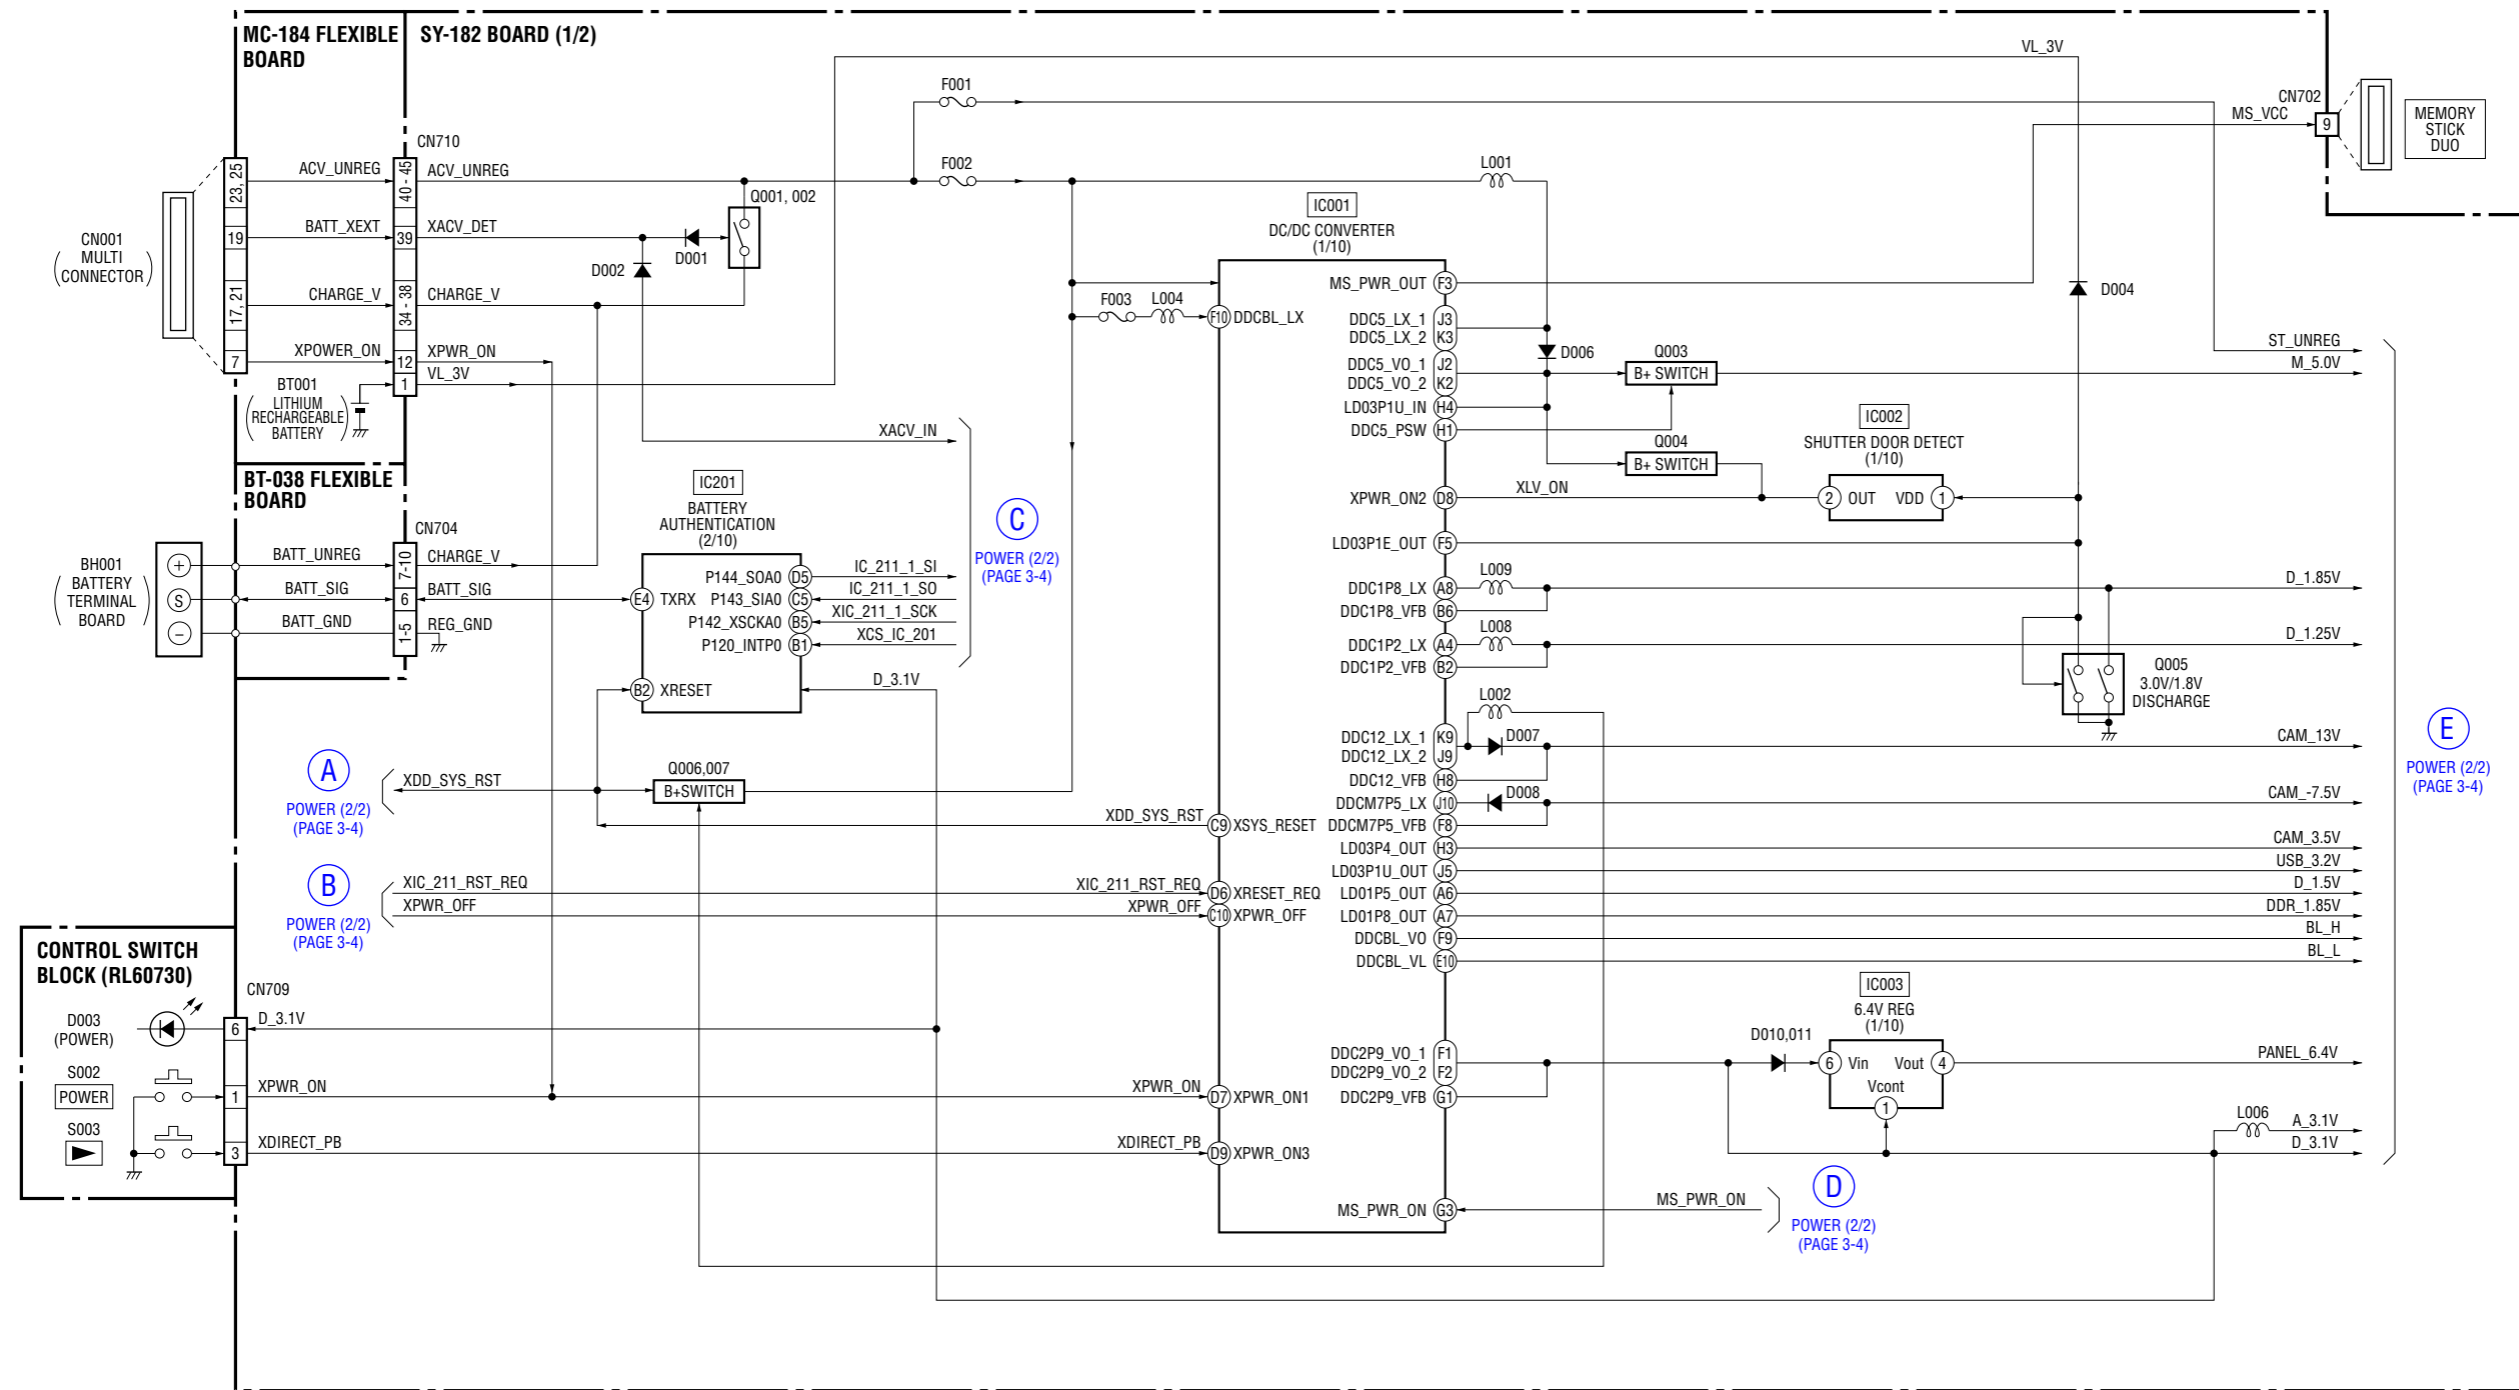 MC-184 FLEXIBLE
BOARD
SY-182 BOARD (1/2)
VL_3V
F001
CN702
MS_VCC
9
MEMORY
STICK
DUO
CN710
23, 25
ACV_UNREG
40 - 45
ACV_UNREG
F002
L001
Q001, 002
IC001
DC/DC CONVERTER
(1/10)
CN001
MULTI
CONNECTOR
19
BATT_XEXT
39
XACV_DET
D001
D002
17, 21
CHARGE_V
34 - 38
CHARGE_V
MS_PWR_OUT
F3
D004
F003
L004
F10
DDCBL_LX
DDC5_LX_1
J3
DDC5_LX_2
K3
7
XPOWER_ON
12
XPWR_ON
D006
Q003
B+ SWITCH
ST_UNREG
M_5.0V
BT001
LITHIUM
RECHARGEABLE
BATTERY
1
VL_3V
DDC5_VO_1
J2
DDC5_VO_2
K2
LD03P1U_IN
H4
DDC5_PSW
H1
IC002
SHUTTER DOOR DETECT
(1/10)
XACV_IN
Q004
B+ SWITCH
BT-038 FLEXIBLE
BOARD
IC201
BATTERY
AUTHENTICATION
(2/10)
XPWR_ON2
D8
XLV_ON
2
OUT
VDD
1
C
POWER (2/2)
(PAGE 3-4)
CN704
BH001
BATTERY
TERMINAL
BOARD
+
S
−
BATT_UNREG
7-10
CHARGE_V
BATT_SIG
6
BATT_SIG
BATT_GND
1-5
REG_GND
E4
TXRX
P144_SOA0
D5
IC_211_1_SI
P143_SIA0
C5
IC_211_1_SO
P142_XSCKA0
B5
XIC_211_1_SCK
P120_INTP0
B1
XCS_IC_201
B2
XRESET
D_3.1V
LD03P1E_OUT
F5
DDC1P8_LX
A8
L009
D_1.85V
DDC1P8_VFB
B6
DDC1P2_LX
A4
L008
D_1.25V
DDC1P2_VFB
B2
Q005
3.0V/1.8V
DISCHARGE
L002
DDC12_LX_1
K9
DDC12_LX_2
J9
D007
CAM_13V
DDC12_VFB
H8
E
POWER (2/2)
(PAGE 3-4)
A
POWER (2/2)
(PAGE 3-4)
XDD_SYS_RST
Q006,007
B+SWITCH
DDCM7P5_LX
J10
D008
CAM_-7.5V
XDD_SYS_RST
C9
XSYS_RESET
DDCM7P5_VFB
F8
LD03P4_OUT
H3
CAM_3.5V
LD03P1U_OUT
J5
USB_3.2V
B
POWER (2/2)
(PAGE 3-4)
XIC_211_RST_REQ
XIC_211_RST_REQ
D6
XRESET_REQ
LD01P5_OUT
A6
D_1.5V
XPWR_OFF
XPWR_OFF
C10
XPWR_OFF
LD01P8_OUT
A7
DDR_1.85V
DDCBL_VO
F9
BL_H
DDCBL_VL
E10
BL_L
CONTROL SWITCH
BLOCK (RL60730)
CN709
D003
(POWER)
6
D_3.1V
IC003
6.4V REG
(1/10)
D010,011
DDC2P9_VO_1
F1
DDC2P9_VO_2
F2
6
Vin
Vout
4
Vcont
1
PANEL_6.4V
S002
POWER
1
XPWR_ON
XPWR_ON
D7
XPWR_ON1
DDC2P9_VFB
G1
L006
A_3.1V
D_3.1V
S003
3
XDIRECT_PB
XDIRECT_PB
D9
XPWR_ON3
MS_PWR_ON
G3
MS_PWR_ON
D
POWER (2/2)
(PAGE 3-4)